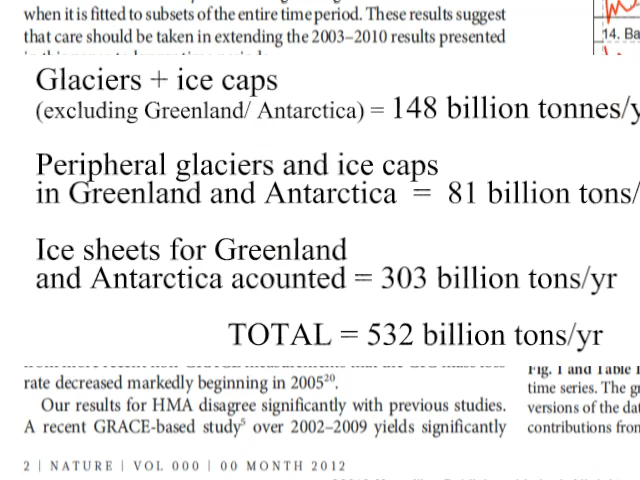 when it is fitted to subsets of the entire time period. These results suggest
that care should be taken in extending the 2003–2010 results presented
14. Ba
Glaciers + ice caps
(excluding Greenland/ Antarctica) = 148 billion tonnes/y
Peripheral glaciers and ice caps
in Greenland and Antarctica = 81 billion tons/
Ice sheets for Greenland
and Antarctica acounted = 303 billion tons/yr
TOTAL = 532 billion tons/yr
rate decreased markedly beginning in 2005²⁰.
Our results for HMA disagree significantly with previous studies.
A recent GRACE-based study⁵ over 2002–2009 yields significantly
2 | NATURE | VOL 000 | 00 MONTH 2012
Fig. 1 and Table 1
time series. The gr
versions of the dat
contributions from